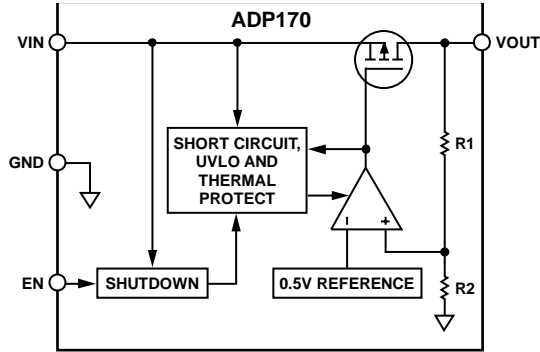 ADP170
VIN
VOUT
SHORT CIRCUIT,
UVLO AND
THERMAL
PROTECT
R1
GND
– +
EN
SHUTDOWN
0.5V REFERENCE
R2